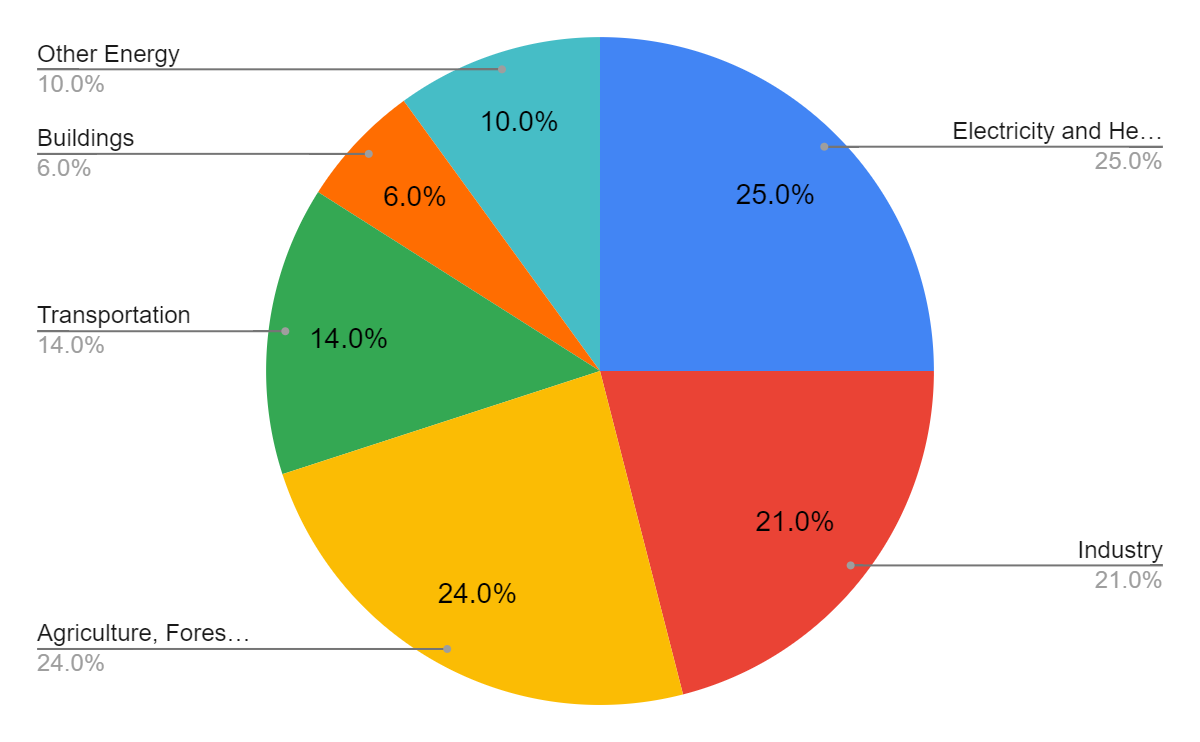 Other Energy
10.0%
Buildings
6.0%
Transportation
14.0%
Agriculture, Fores…
24.0%
10.0%
6.0%
14.0%
24.0%
25.0%
21.0%
Electricity and He…
25.0%
Industry
21.0%